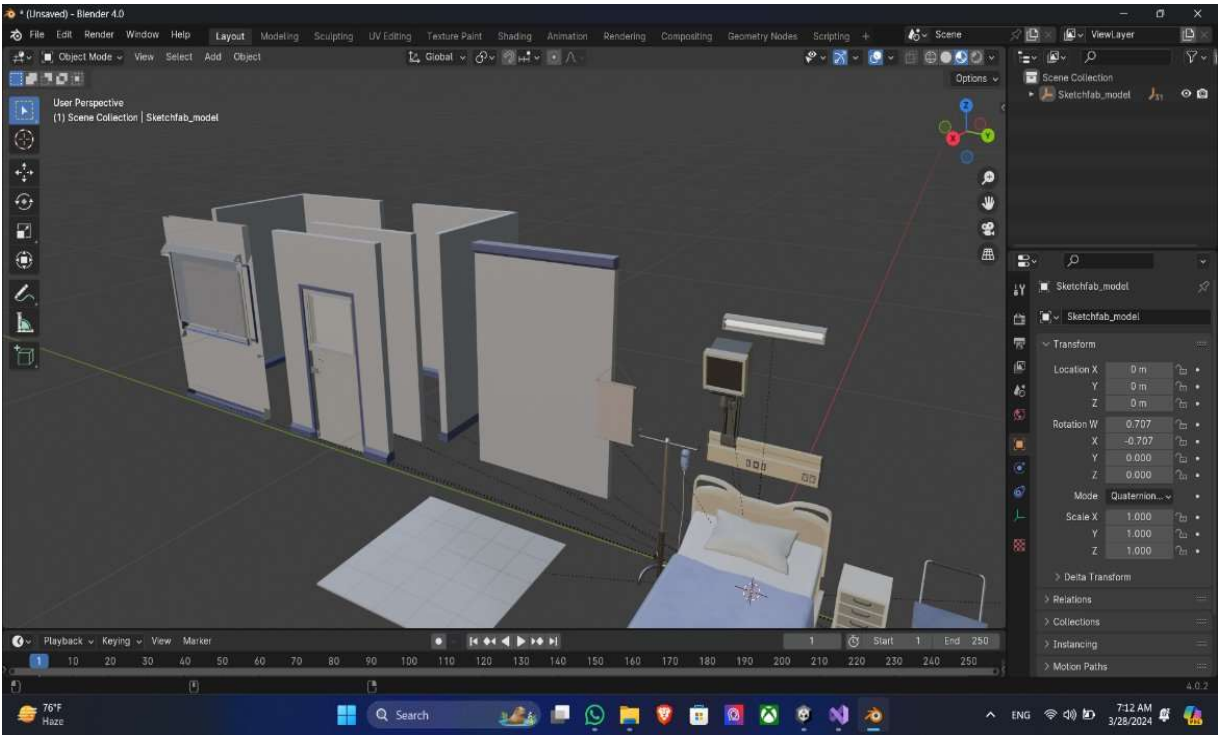 * (Unsaved) - Blender 4.0
File Edit Render Window Help Layout Modeling Sculpting UV Editing Texture Paint Shading Animation Rendering Compositing Geometry Nodes Scripting + Scene ViewLayer
Object Mode View Select Add Object Global
Options
User Perspective
(1) Scene Collection | Sketchfab_model
Z
Y
X
Scene Collection
Sketchfab_model
Sketchfab_model
Sketchfab_model
Transform
Location X 0 m
Y 0 m
Z 0 m
Rotation W 0.707
X -0.707
Y 0.000
Z 0.000
Mode Quaternion...
Scale X 1.000
Y 1.000
Z 1.000
Delta Transform
Relations
Collections
Instancing
Motion Paths
Playback Keying View Marker 1 Start 1 End 250
1 10 20 30 40 50 60 70 80 90 100 110 120 130 140 150 160 170 180 190 200 210 220 230 240 250
4.0.2
76°F
Haze
Search
ENG
7:12 AM
3/28/2024